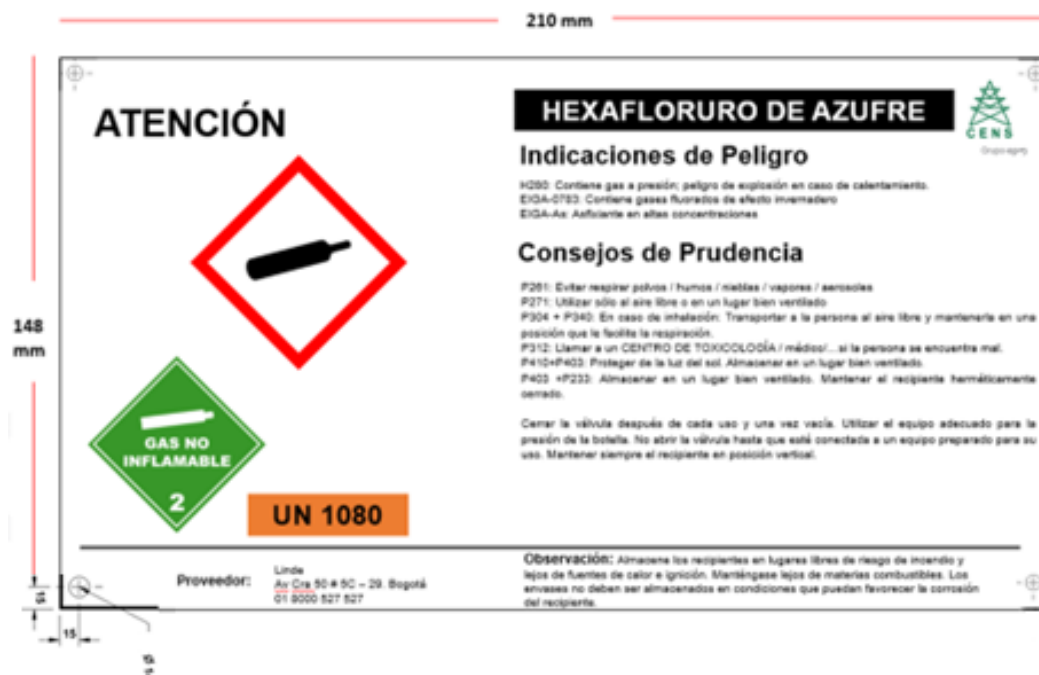 210 mm
ATENCIÓN
HEXAFLORURO DE AZUFRE
CENS
Grupo epm
Indicaciones de Peligro
H280: Contiene gas a presión; peligro de explosión en caso de calentamiento.
EIGA-0783: Contiene gases fluorados de efecto invernadero
EIGA-As: Asfixiante en altas concentraciones
Consejos de Prudencia
P261: Evitar respirar polvos / humos / nieblas / vapores / aerosoles
P271: Utilizar sólo al aire libre o en un lugar bien ventilado
P304 + P340: En caso de inhalación: Transportar a la persona al aire libre y mantenerla en una
posición que le facilite la respiración.
P312: Llamar a un CENTRO DE TOXICOLOGÍA / médico/... si la persona se encuentra mal.
P410+P403: Proteger de la luz del sol. Almacenar en un lugar bien ventilado.
P403 +P233: Almacenar en un lugar bien ventilado. Mantener el recipiente herméticamente
cerrado.
Cerrar la válvula después de cada uso y una vez vacía. Utilizar el equipo adecuado para la
presión de la botella. No abrir la válvula hasta que esté conectada a un equipo preparado para su
uso. Mantener siempre el recipiente en posición vertical.
148
mm
GAS NO
INFLAMABLE
2
UN 1080
Proveedor:
Linde
Av Cra 50 # 5C – 29. Bogotá
01 8000 527 527
Observación: Almacene los recipientes en lugares libres de riesgo de incendio y
lejos de fuentes de calor e ignición. Manténgase lejos de materias combustibles. Los
envases no deben ser almacenados en condiciones que puedan favorecer la corrosión
del recipiente.
15
15